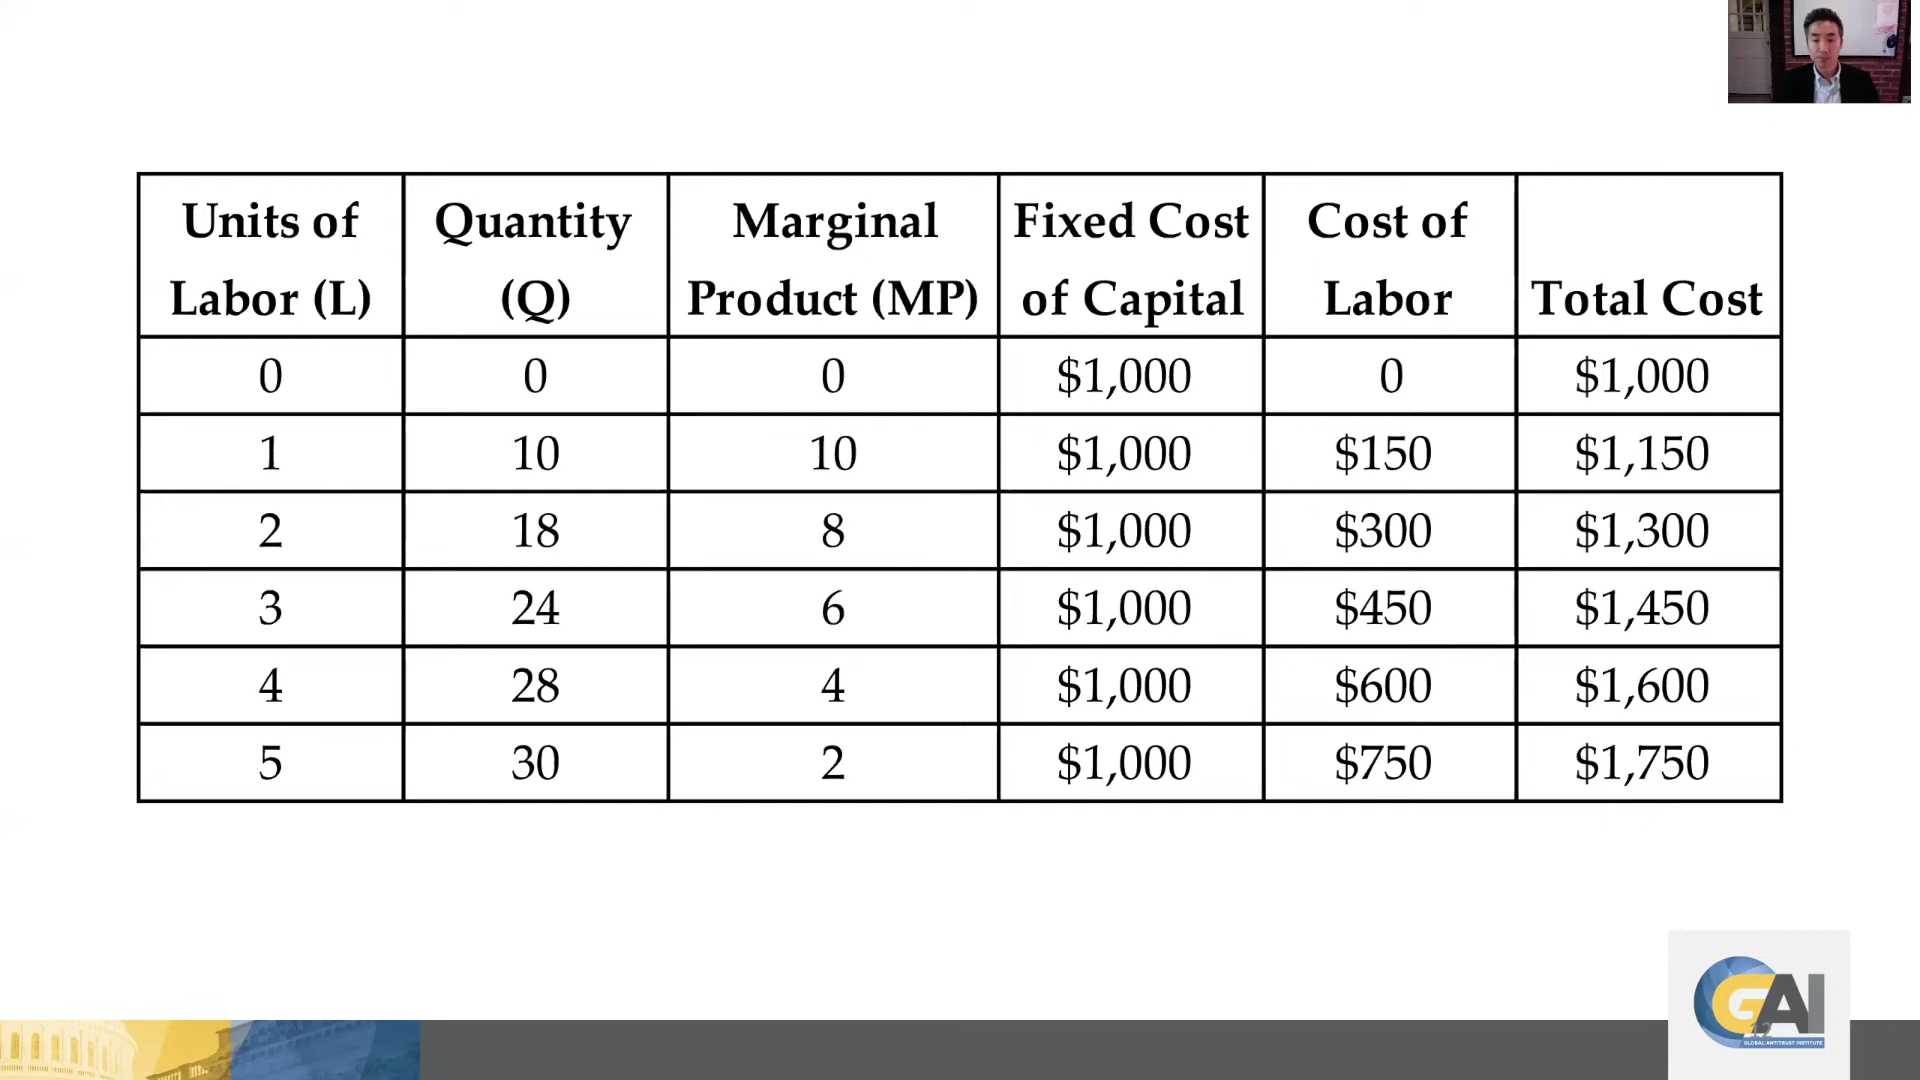 Units of Labor (L) Quantity (Q) Marginal Product (MP) Fixed Cost of Capital Cost of Labor Total Cost
0 0 0 $1,000 0 $1,000
1 10 10 $1,000 $150 $1,150
2 18 8 $1,000 $300 $1,300
3 24 6 $1,000 $450 $1,450
4 28 4 $1,000 $600 $1,600
5 30 2 $1,000 $750 $1,750
GAI
12
GLOBAL ANTITRUST INSTITUTE